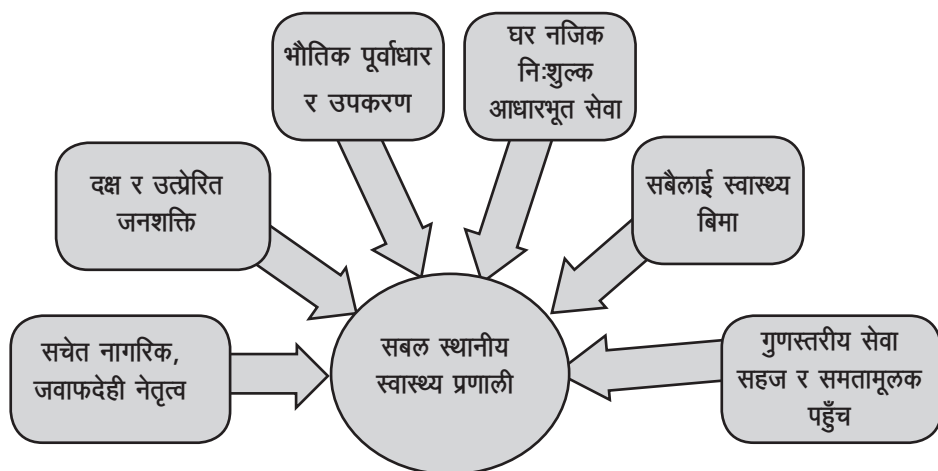 भौतिक पूर्वाधार
र उपकरण
घर नजिक
नि:शुल्क
आधारभूत सेवा
दक्ष र उत्प्रेरित
जनशक्ति
सबैलाई स्वास्थ्य
बिमा
सचेत नागरिक,
जवाफदेही नेतृत्व
सबल स्थानीय
स्वास्थ्य प्रणाली
गुणस्तरीय सेवा
सहज र समतामूलक
पहुँच